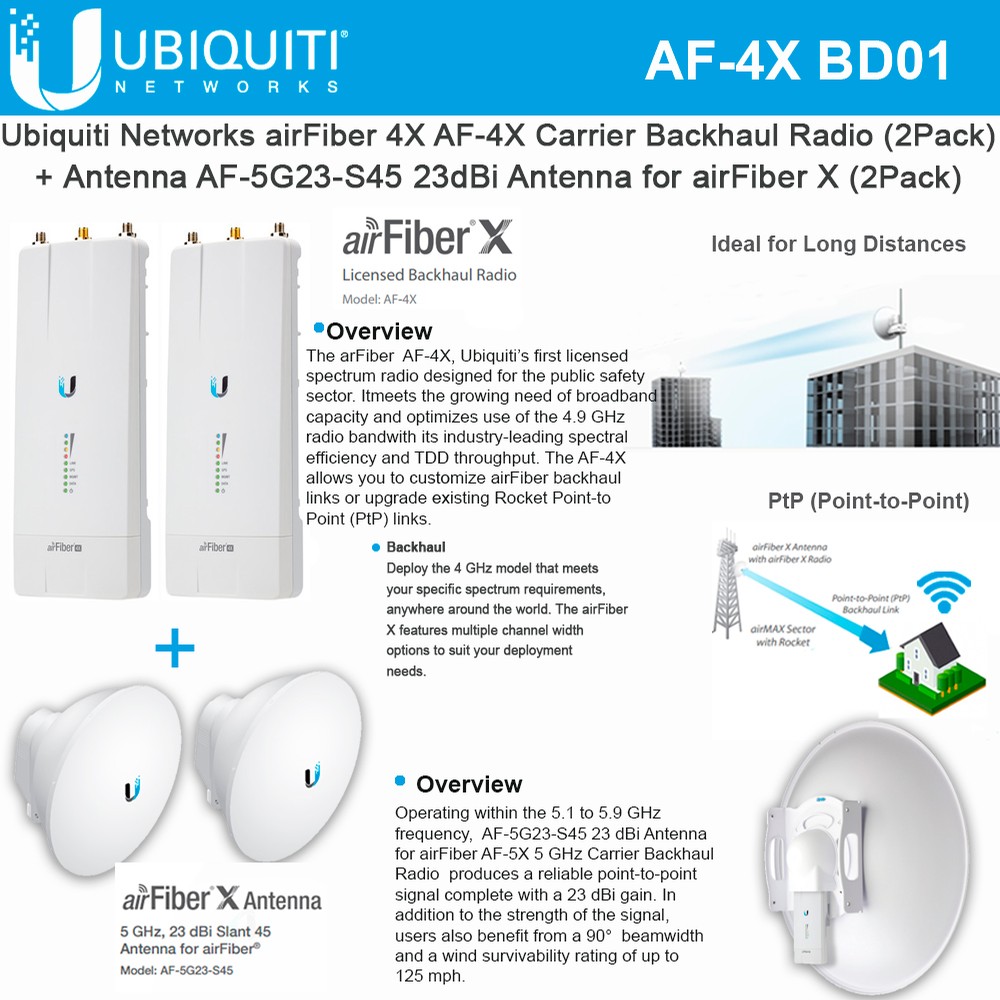 UBIQUITI®
NETWORKS
AF-4X BD01
Ubiquiti Networks airFiber 4X AF-4X Carrier Backhaul Radio (2Pack)
+ Antenna AF-5G23-S45 23dBi Antenna for airFiber X (2Pack)
airFiber® X
Licensed Backhaul Radio
Model: AF-4X
Ideal for Long Distances
Overview
The arFiber AF-4X, Ubiquiti's first licensed
spectrum radio designed for the public safety
sector. Itmeets the growing need of broadband
capacity and optimizes use of the 4.9 GHz
radio bandwith its industry-leading spectral
efficiency and TDD throughput. The AF-4X
allows you to customize airFiber backhaul
links or upgrade existing Rocket Point-to
Point (PtP) links.
airFiber 4X
airFiber 4X
Backhaul
Deploy the 4 GHz model that meets
your specific spectrum requirements,
anywhere around the world. The airFiber
X features multiple channel width
options to suit your deployment
needs.
PtP (Point-to-Point)
airFiber X Antenna
with airFiber X Radio
Point-to-Point (PtP)
Backhaul Link
airMAX Sector
with Rocket
+
Overview
Operating within the 5.1 to 5.9 GHz
frequency, AF-5G23-S45 23 dBi Antenna
for airFiber AF-5X 5 GHz Carrier Backhaul
Radio produces a reliable point-to-point
signal complete with a 23 dBi gain. In
addition to the strength of the signal,
users also benefit from a 90° beamwidth
and a wind survivability rating of up to
125 mph.
airFiber® X Antenna
5 GHz, 23 dBi Slant 45
Antenna for airFiber®
Model: AF-5G23-S45